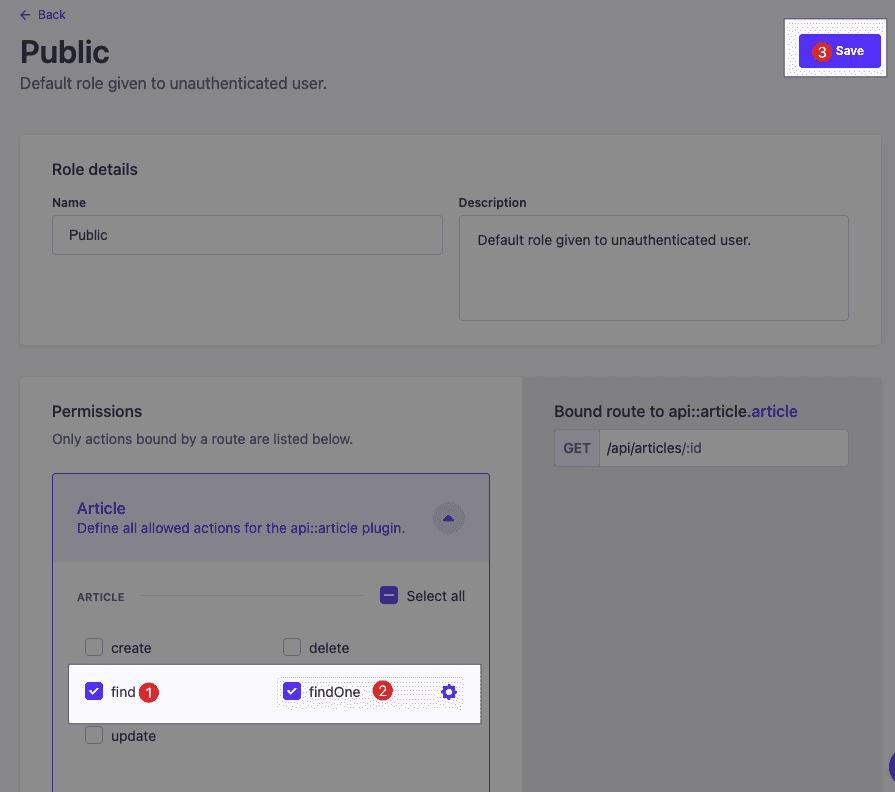 ← Back
Public
3 Save
Default role given to unauthenticated user.
Role details
Name
Description
Public
Default role given to unauthenticated user.
Permissions
Only actions bound by a route are listed below.
Bound route to api::article.article
GET /api/articles/:id
Article
Define all allowed actions for the api::article plugin.
ARTICLE
Select all
create
delete
find 1
findOne 2
update